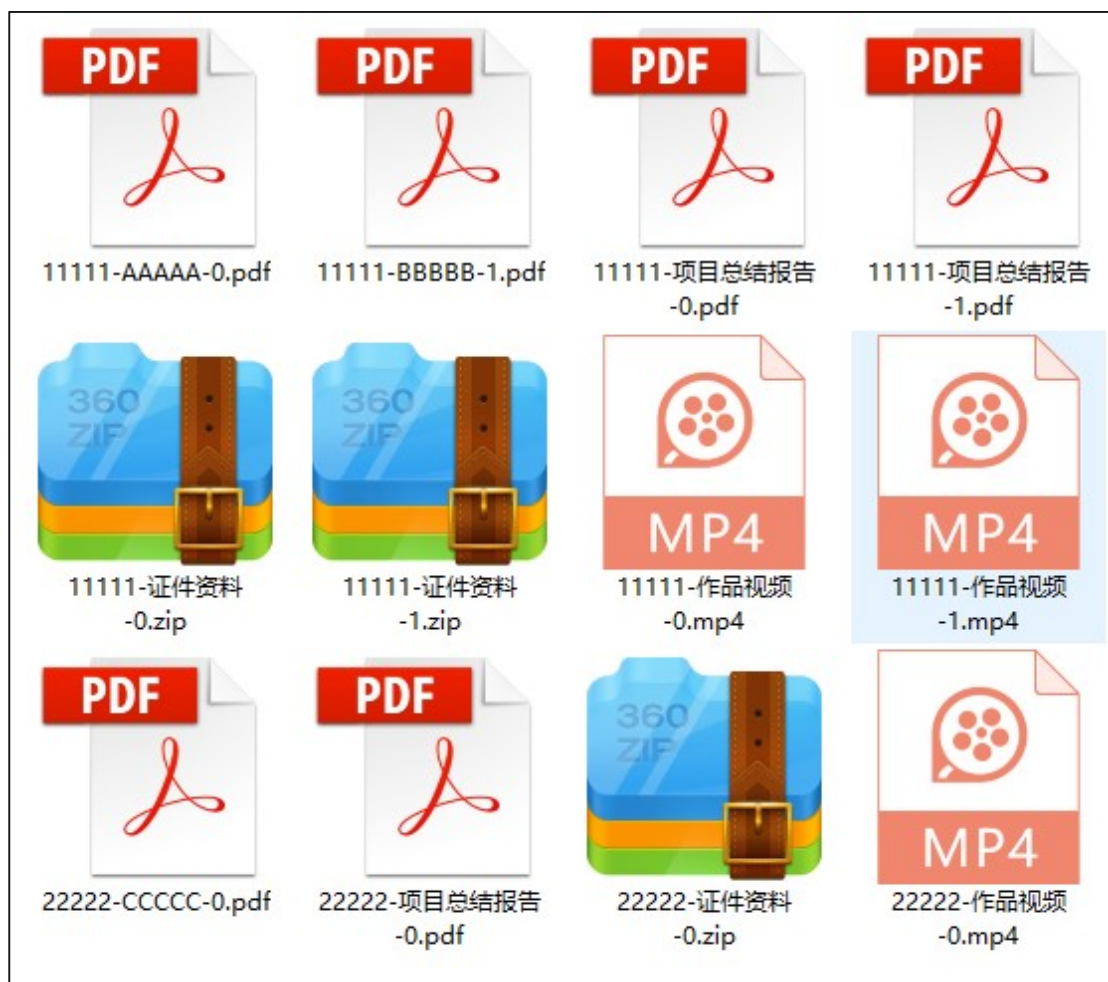 PDF PDF PDF PDF
11111-AAAAA-0.pdf 11111-BBBBB-1.pdf 11111-项目总结报告 11111-项目总结报告
-0.pdf -1.pdf
360 360
ZIP ZIP
MP4 MP4
11111-证件资料 11111-证件资料 11111-作品视频 11111-作品视频
-0.zip -1.zip -0.mp4 -1.mp4
PDF PDF
360
ZIP
MP4
22222-CCCCC-0.pdf 22222-项目总结报告 22222-证件资料 22222-作品视频
-0.pdf -0.zip -0.mp4